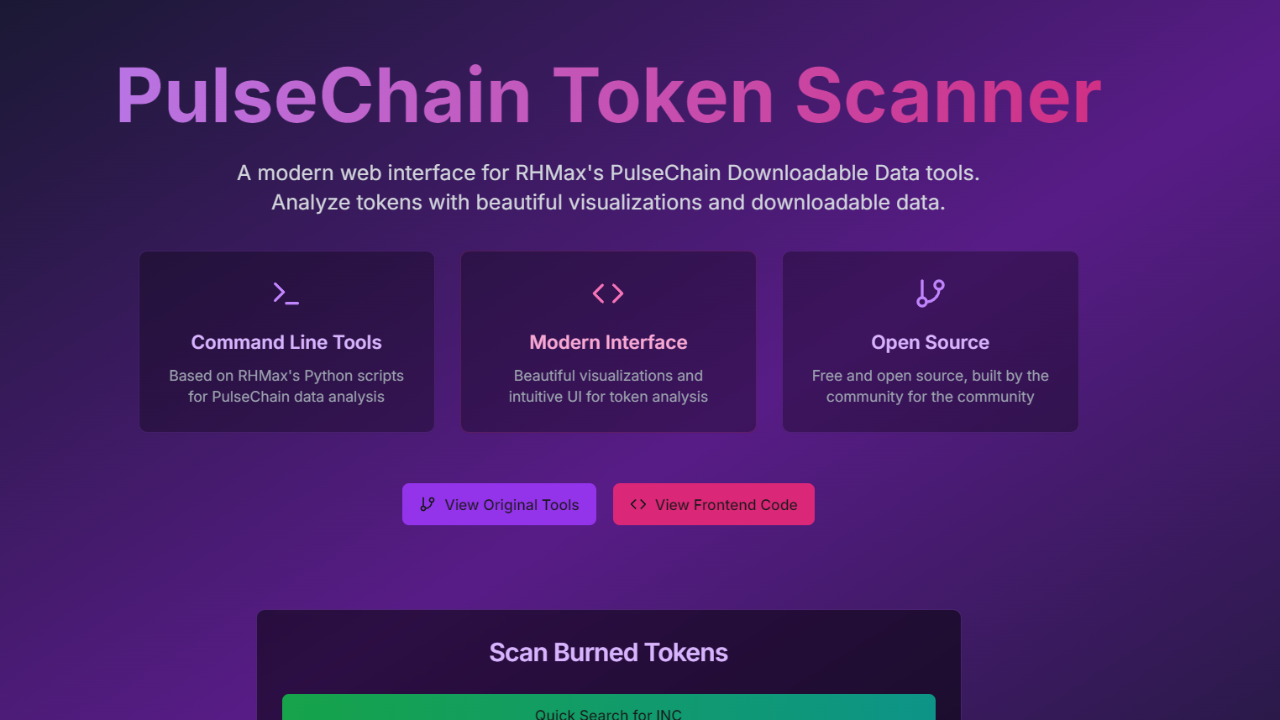 PulseChain Token Scanner
A modern web interface for RHMax's PulseChain Downloadable Data tools.
Analyze tokens with beautiful visualizations and downloadable data.
Command Line Tools
Based on RHMax's Python scripts
for PulseChain data analysis
Modern Interface
Beautiful visualizations and
intuitive UI for token analysis
Open Source
Free and open source, built by the
community for the community
View Original Tools
View Frontend Code
Scan Burned Tokens
Quick Search for INC